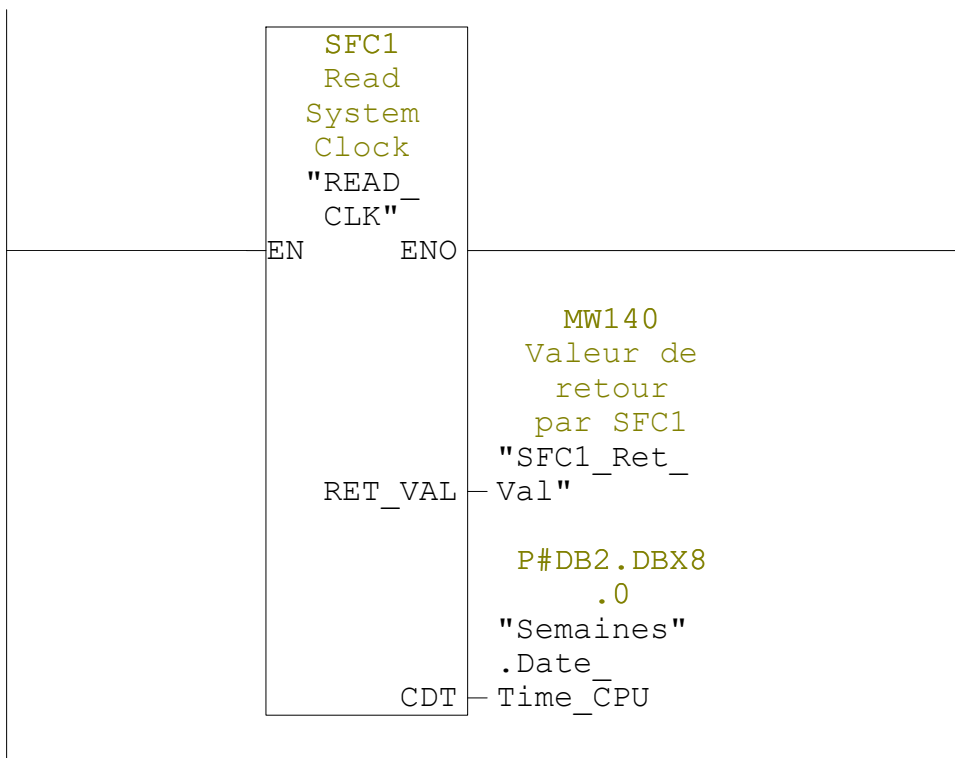 SFC1
Read
System
Clock
"READ_
CLK"
EN ENO
MW140
Valeur de
retour
par SFC1
"SFC1_Ret_
RET_VAL Val"
P#DB2.DBX8
.0
"Semaines"
.Date_
CDT Time_CPU